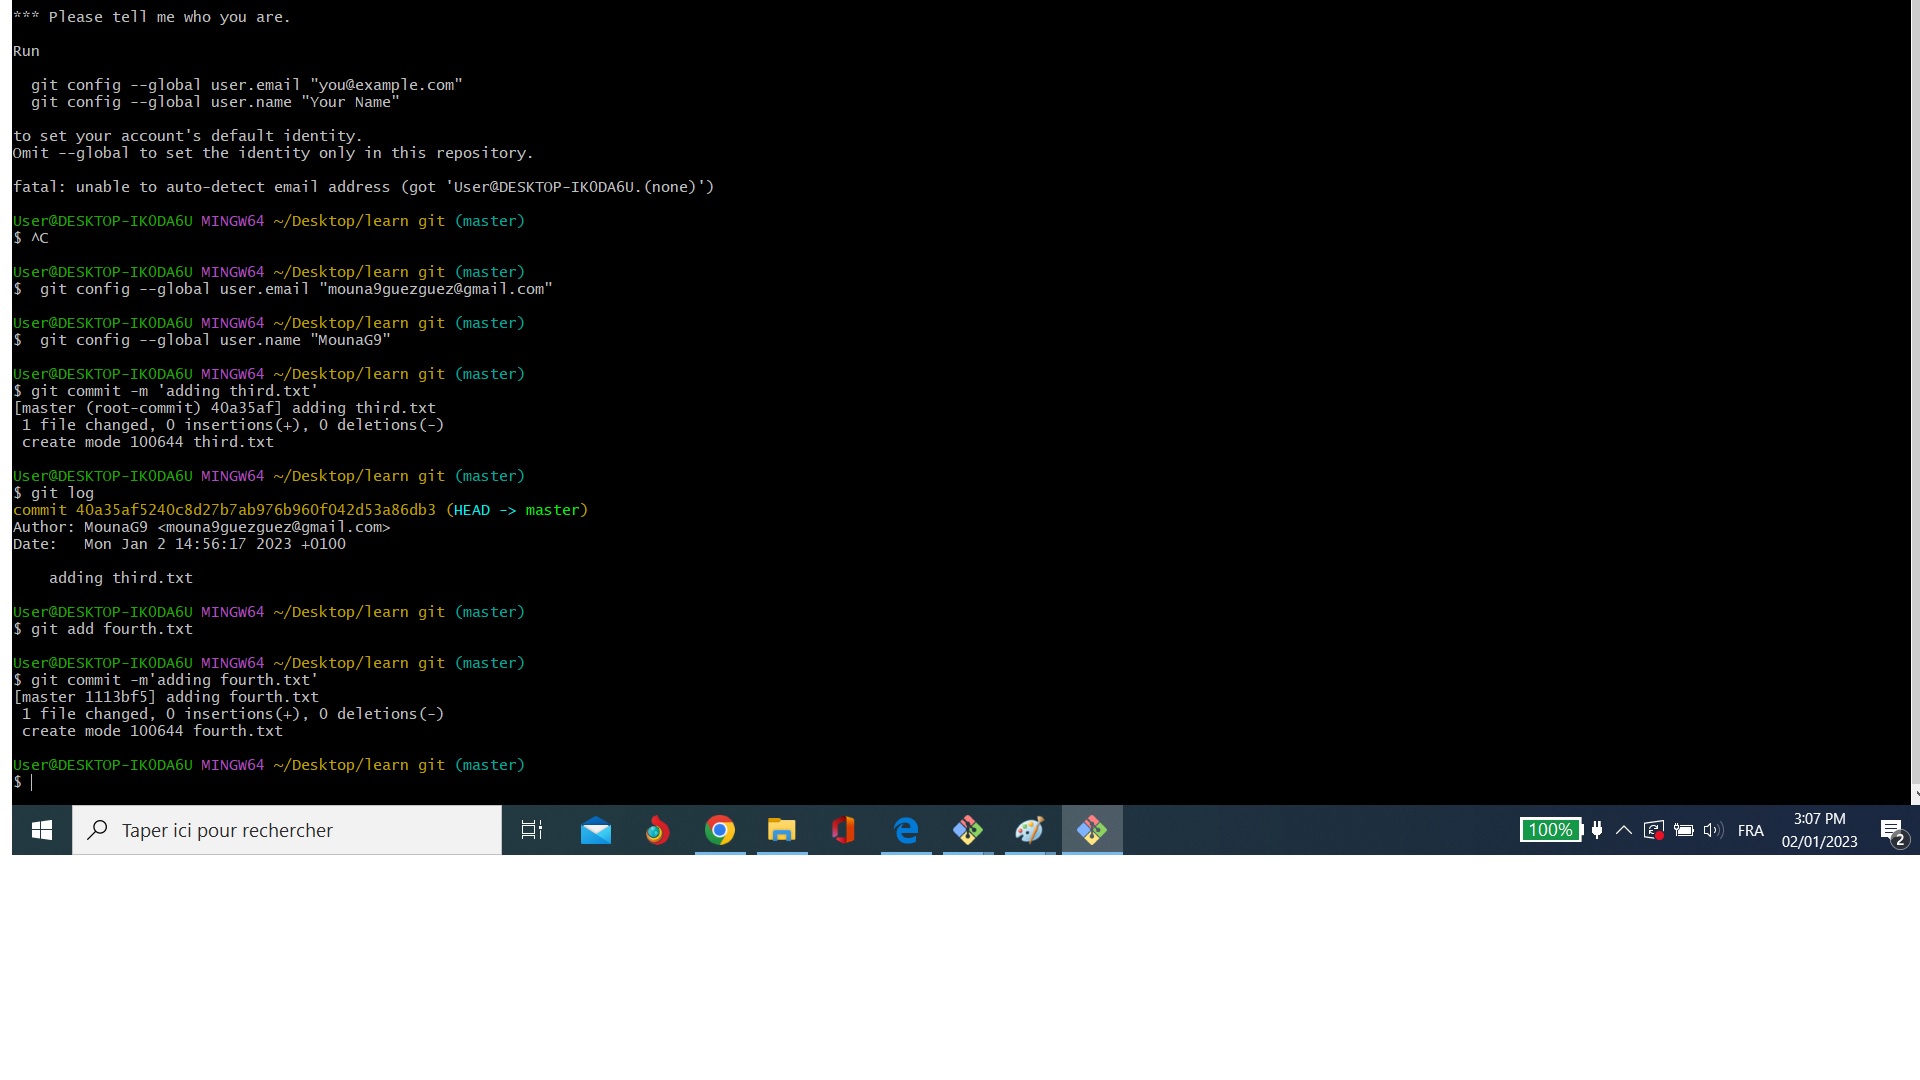 *** Please tell me who you are.
Run
git config --global user.email "you@example.com"
git config --global user.name "Your Name"
to set your account's default identity.
Omit --global to set the identity only in this repository.
fatal: unable to auto-detect email address (got 'User@DESKTOP-IKODA6U.(none)')
User@DESKTOP-IKODA6U MINGW64 ~/Desktop/learn git (master)
$ ^C
User@DESKTOP-IKODA6U MINGW64 ~/Desktop/learn git (master)
$  git config --global user.email "mouna9guezguez@gmail.com"
User@DESKTOP-IKODA6U MINGW64 ~/Desktop/learn git (master)
$  git config --global user.name "MounaG9"
User@DESKTOP-IKODA6U MINGW64 ~/Desktop/learn git (master)
$ git commit -m 'adding third.txt'
[master (root-commit) 40a35af] adding third.txt
1 file changed, 0 insertions(+), 0 deletions(-)
create mode 100644 third.txt
User@DESKTOP-IKODA6U MINGW64 ~/Desktop/learn git (master)
$ git log
commit 40a35af5240c8d27b7ab976b960f042d53a86db3 (HEAD -> master)
Author: MounaG9 <mouna9guezguez@gmail.com>
Date:   Mon Jan 2 14:56:17 2023 +0100
adding third.txt
User@DESKTOP-IKODA6U MINGW64 ~/Desktop/learn git (master)
$ git add fourth.txt
User@DESKTOP-IKODA6U MINGW64 ~/Desktop/learn git (master)
$ git commit -m'adding fourth.txt'
[master 1113bf5] adding fourth.txt
1 file changed, 0 insertions(+), 0 deletions(-)
create mode 100644 fourth.txt
User@DESKTOP-IKODA6U MINGW64 ~/Desktop/learn git (master)
$
Taper ici pour rechercher
100%
FRA
3:07 PM
02/01/2023
2